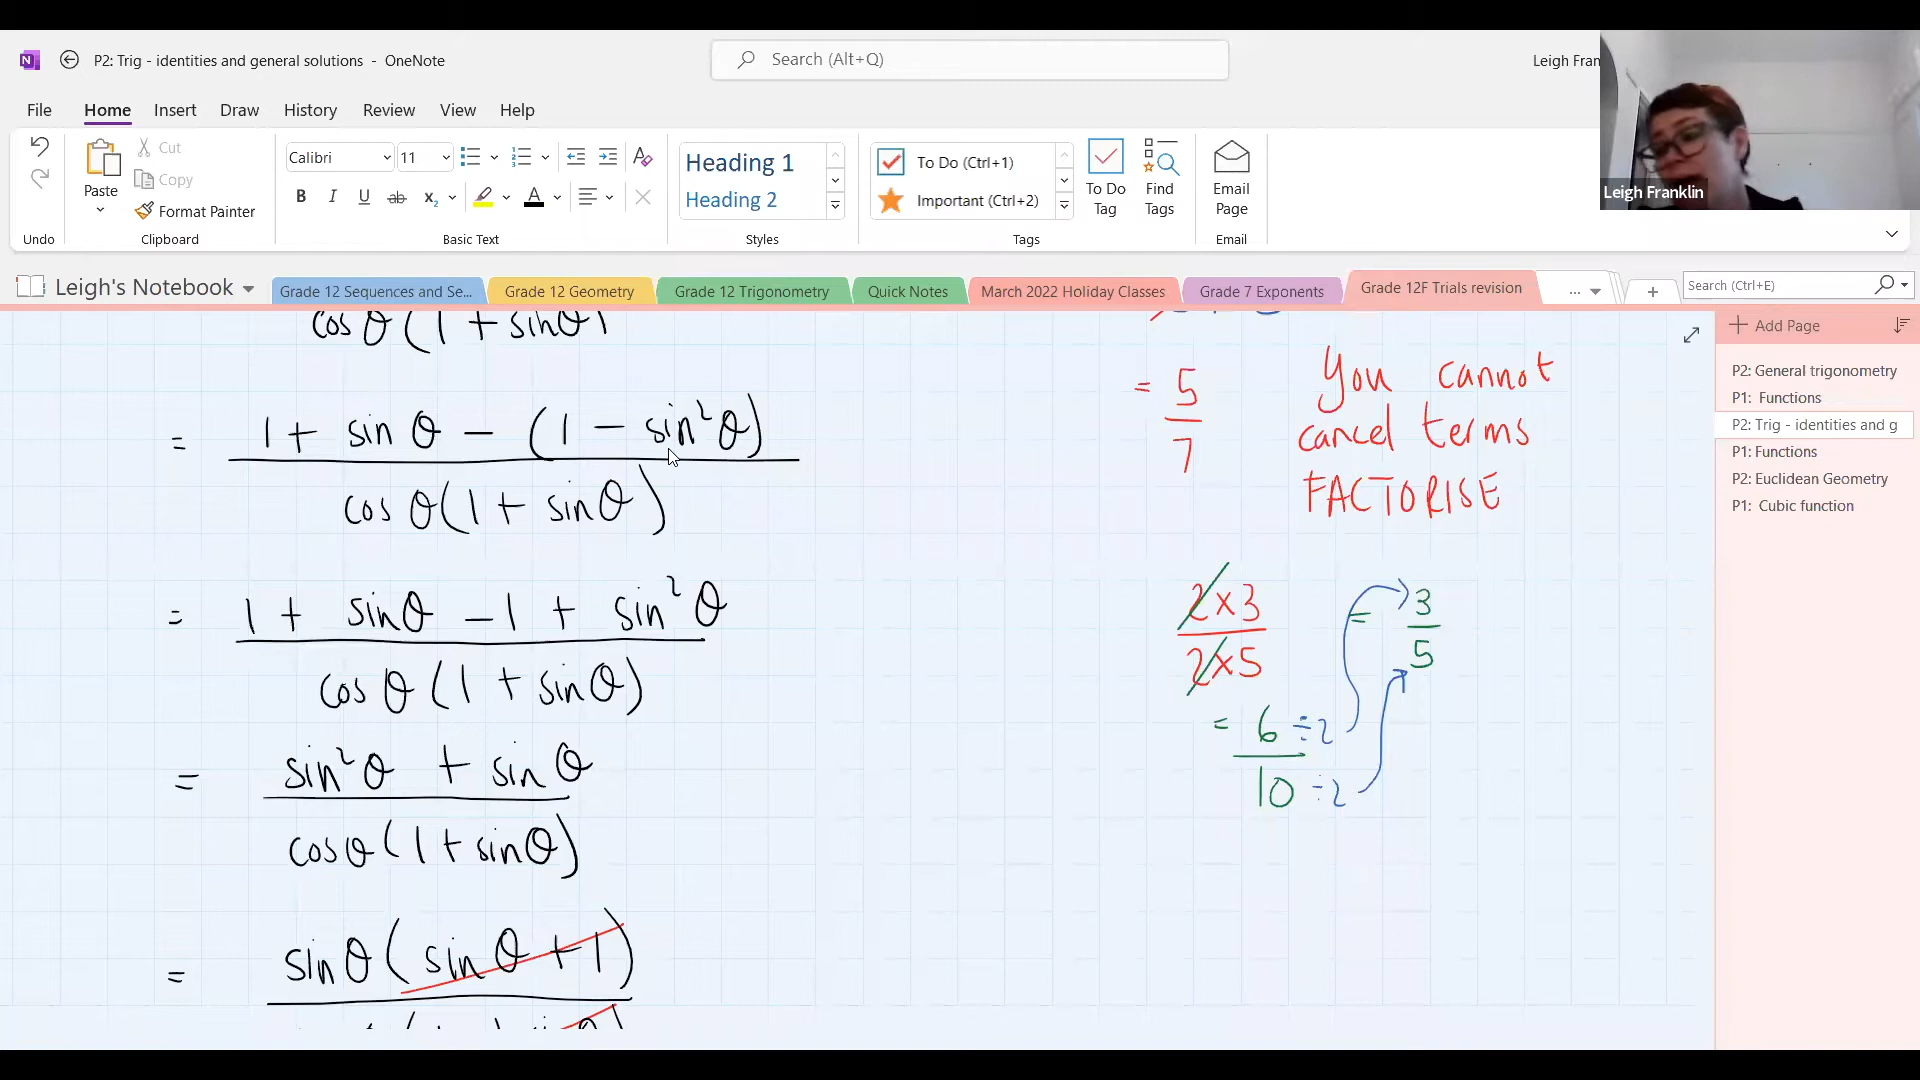 P2: Trig - identities and general solutions - OneNote
Search (Alt+Q)
Leigh Fran
File Home Insert Draw History Review View Help
Undo
Paste
Cut
Copy
Format Painter
Clipboard
Calibri 11
B I U ab x₂ A
Basic Text
Heading 1
Heading 2
Styles
To Do (Ctrl+1)
Important (Ctrl+2)
To Do Tag
Find Tags
Tags
Email Page
Email
Leigh Franklin
Leigh's Notebook
Grade 12 Sequences and Se...
Grade 12 Geometry
Grade 12 Trigonometry
Quick Notes
March 2022 Holiday Classes
Grade 7 Exponents
Grade 12F Trials revision
...
Search (Ctrl+E)
Add Page
P2: General trigonometry
P1: Functions
P2: Trig - identities and g
P1: Functions
P2: Euclidean Geometry
P1: Cubic function
cos θ (1 + sin θ)
= 1 + sin θ − (1 − sin² θ)
cos θ (1 + sin θ)
= 1 + sin θ − 1 + sin² θ
cos θ (1 + sin θ)
= sin² θ + sin θ
cos θ (1 + sin θ)
= sin θ (sin θ + 1)
= 5
7
You cannot
cancel terms
FACTORISE
2 × 3 = 3
2 × 5 5
= 6 ÷ 2
10 ÷ 2